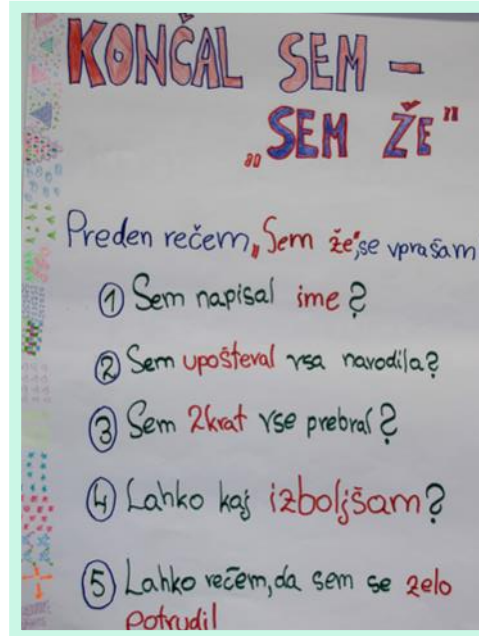 KONČAL SEM –
„SEM ŽE"
Preden rečem „Sem že", se vprašam
① Sem napisal ime?
② Sem upošteval vsa navodila?
③ Sem 2krat vse prebral?
④ Lahko kaj izboljšam?
⑤ Lahko rečem, da sem se zelo
potrudil